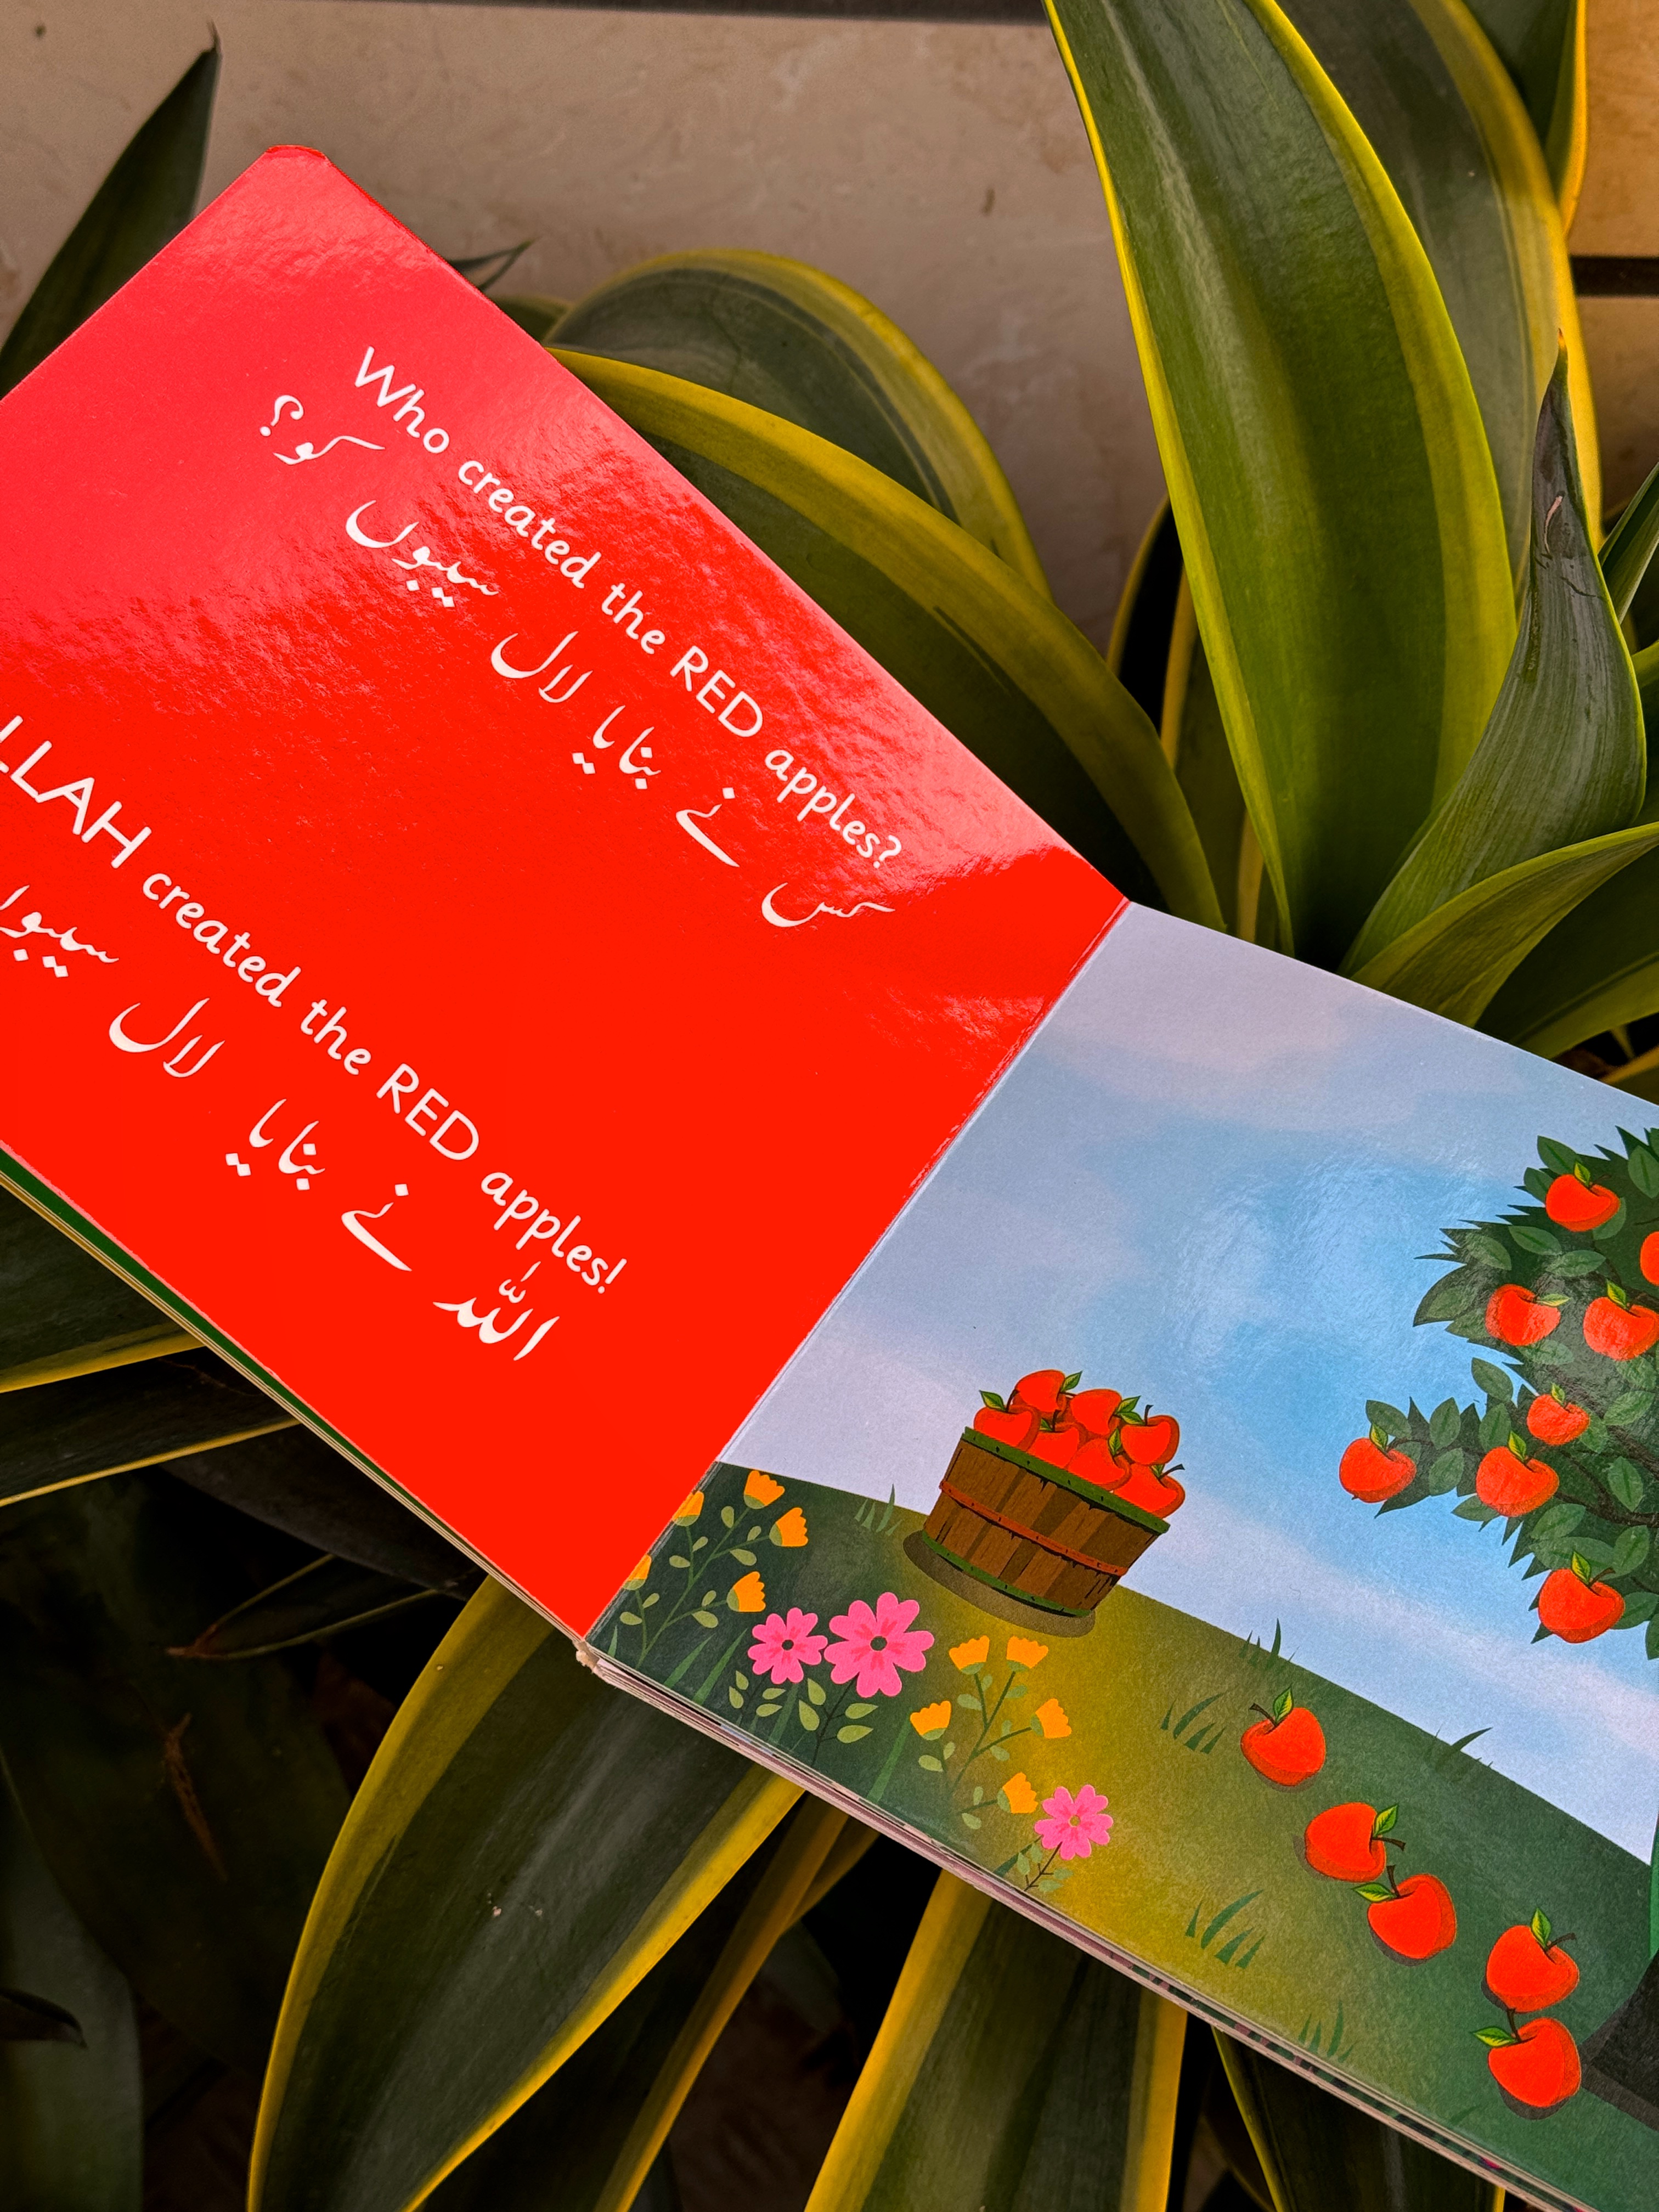 Who created the RED apples?
کس نے بنایا لال سیبوں کو؟
LLAH created the RED apples!
اللہ نے بنایا لال سیبوں